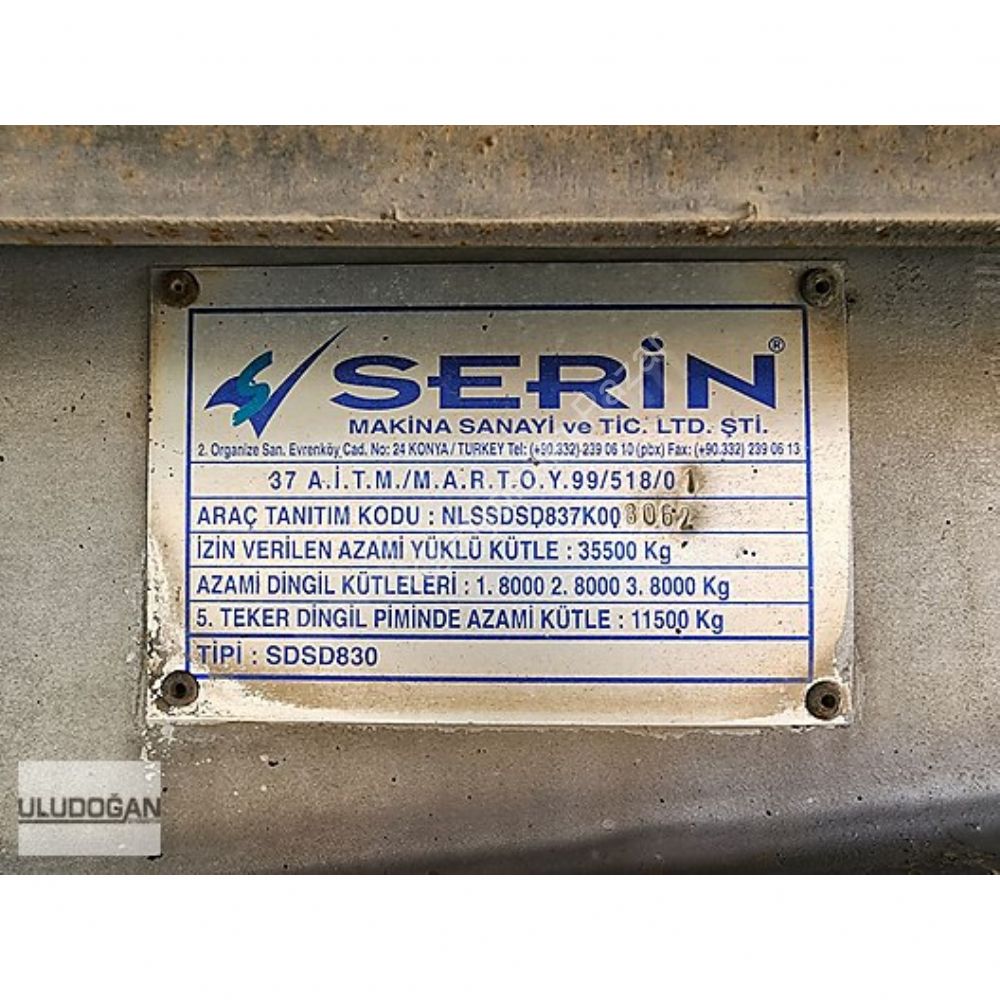 SERİN®
MAKİNA SANAYİ ve TİC. LTD. ŞTİ.
2. Organize San. Evrenköy Cad. No: 24 KONYA / TURKEY Tel: (+90.332) 239 06 10 (pbx) Fax: (+90.332) 239 06 13
37 A.İ.T.M./M.A.R.T.O.Y.99/518/01
ARAÇ TANITIM KODU : NLSSDSD837K008062
İZİN VERİLEN AZAMİ YÜKLÜ KÜTLE : 35500 Kg
AZAMİ DİNGİL KÜTLELERİ : 1. 8000 2. 8000 3. 8000 Kg
5. TEKER DİNGİL PİMİNDE AZAMİ KÜTLE : 11500 Kg
TİPİ : SDSD830
ULUDOĞAN